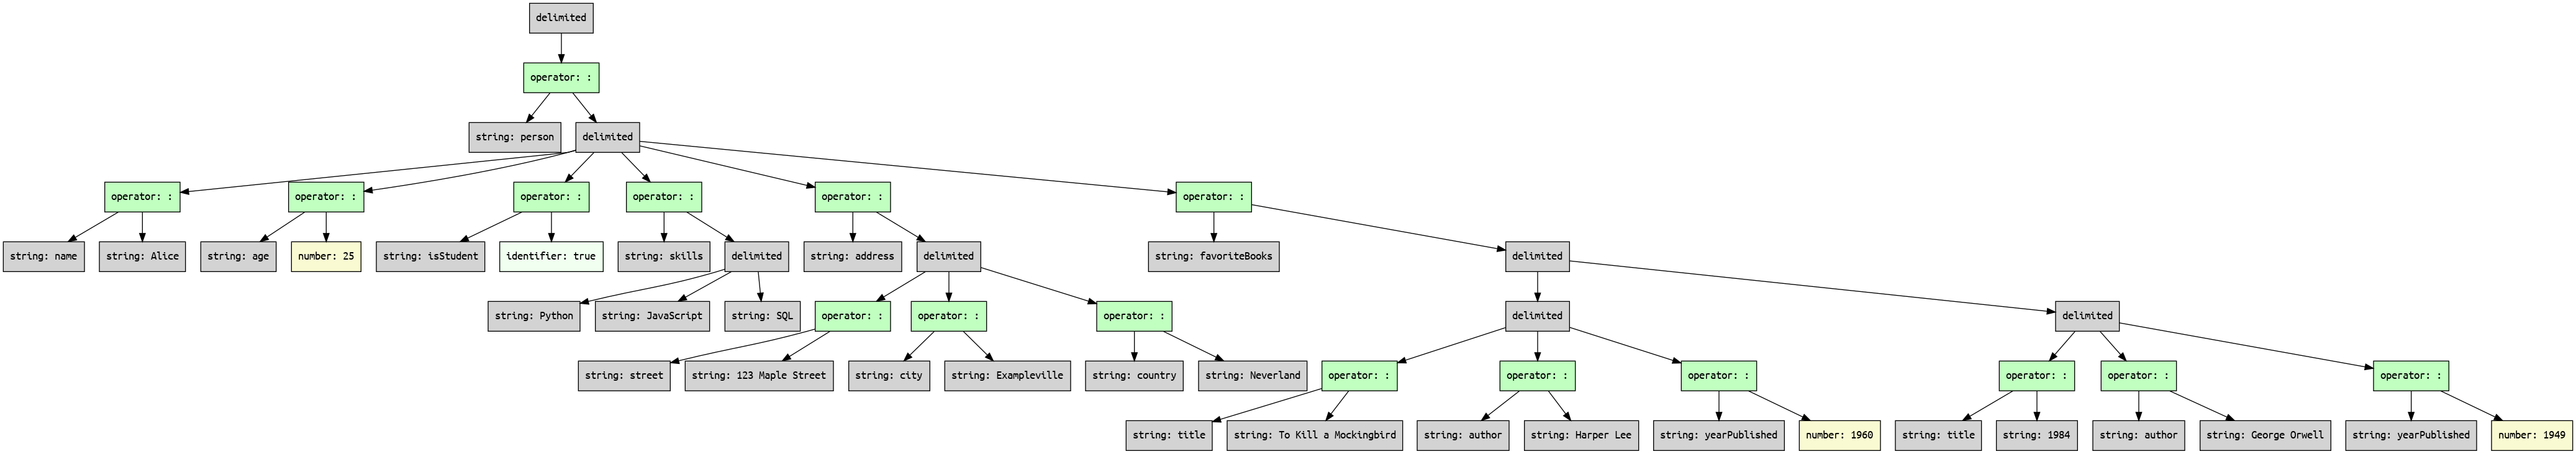 delimited
operator: :
string: person
delimited
operator: :
operator: :
operator: :
operator: :
operator: :
operator: :
string: name
string: Alice
string: age
number: 25
string: isStudent
identifier: true
string: skills
delimited
string: address
delimited
string: favoriteBooks
delimited
string: Python
string: JavaScript
string: SQL
operator: :
operator: :
operator: :
delimited
delimited
string: street
string: 123 Maple Street
string: city
string: Exampleville
string: country
string: Neverland
operator: :
operator: :
operator: :
operator: :
operator: :
operator: :
string: title
string: To Kill a Mockingbird
string: author
string: Harper Lee
string: yearPublished
number: 1960
string: title
string: 1984
string: author
string: George Orwell
string: yearPublished
number: 1949